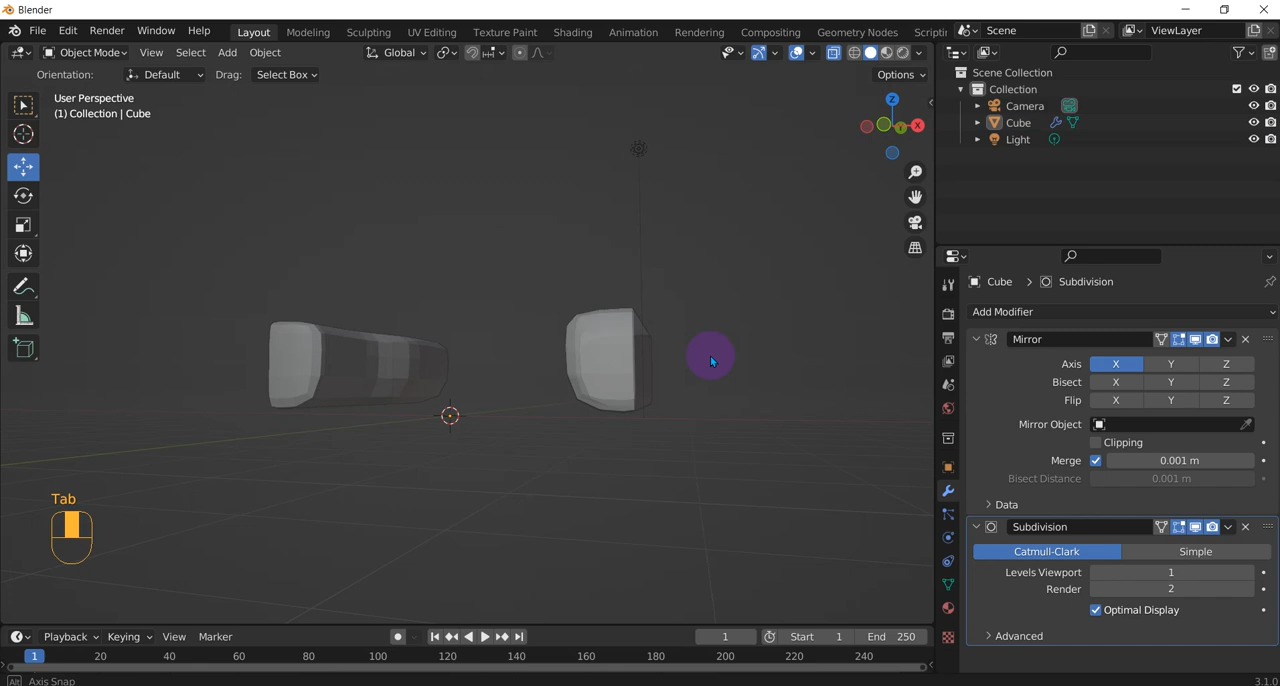 Blender
File Edit Render Window Help Layout Modeling Sculpting UV Editing Texture Paint Shading Animation Rendering Compositing Geometry Nodes Scriptin Scene ViewLayer
Object Mode View Select Add Object Global
Orientation: Default Drag: Select Box Options
User Perspective
(1) Collection | Cube
Z
X
Y
Tab
Scene Collection
Collection
Camera
Cube
Light
Cube > Subdivision
Add Modifier
Mirror
Axis X Y Z
Bisect X Y Z
Flip X Y Z
Mirror Object
Clipping
Merge 0.001 m
Bisect Distance 0.001 m
Data
Subdivision
Catmull-Clark Simple
Levels Viewport 1
Render 2
Optimal Display
Advanced
Playback Keying View Marker 1 Start 1 End 250
1 20 40 60 80 100 120 140 160 180 200 220 240
Alt Axis Snap 3.1.0